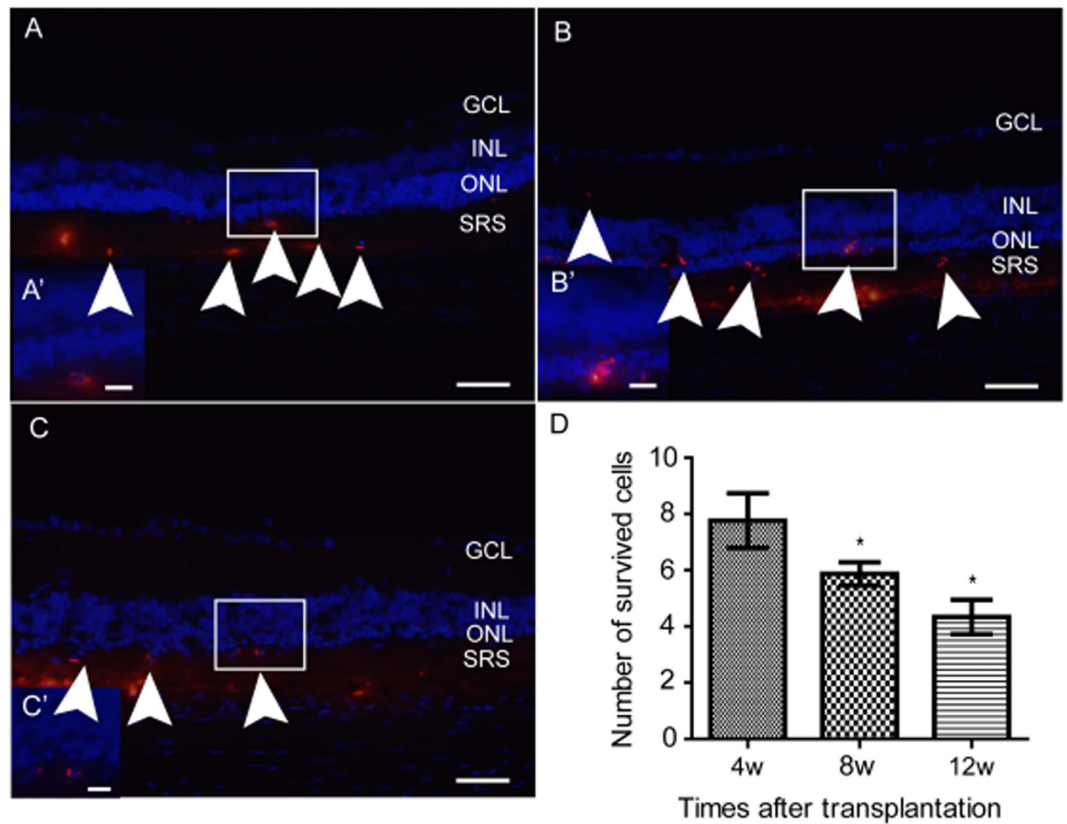 A
GCL
INL
ONL
SRS
A'
B
GCL
INL
ONL
SRS
B'
C
GCL
INL
ONL
SRS
C'
D
Number of survived cells
10
8
6
4
2
0
*
*
4w
8w
12w
Times after transplantation